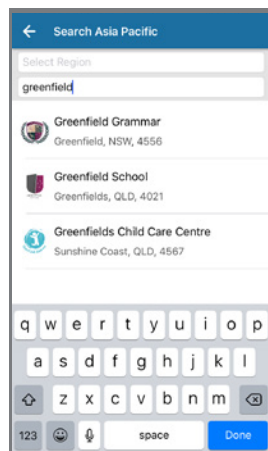 Search Asia Pacific
Select Region
greenfield
Greenfield Grammar
Greenfield, NSW, 4556
Greenfield School
Greenfields, QLD, 4021
Greenfields Child Care Centre
Sunshine Coast, QLD, 4567
q w e r t y u i o p
a s d f g h j k l
z x c v b n m
123 space Done